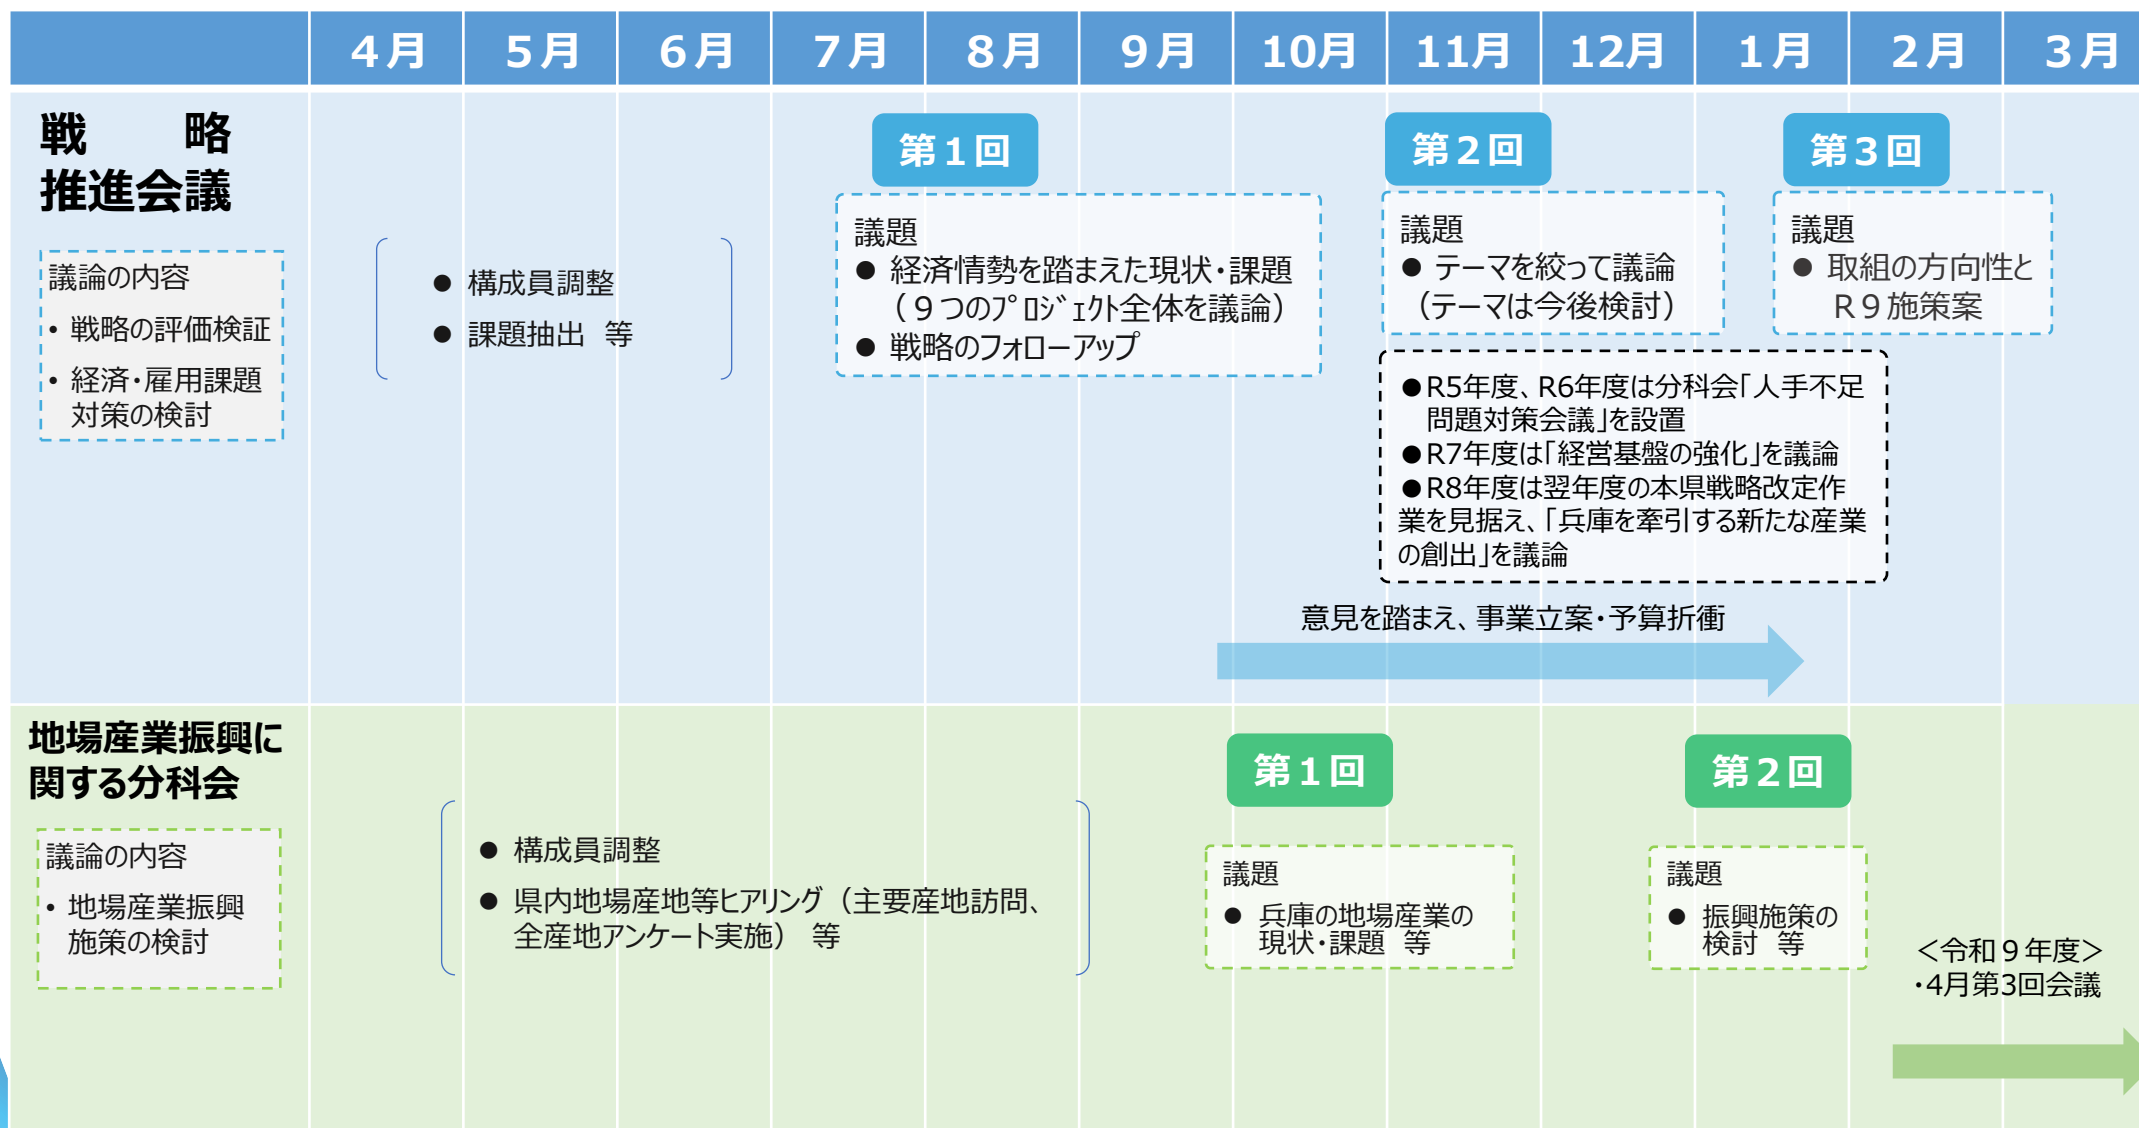 ４月 ５月 ６月 ７月 ８月 ９月 10月 11月 12月 １月 ２月 ３月
戦　　略
推進会議
議論の内容
・戦略の評価検証
・経済・雇用課題
対策の検討
● 構成員調整
● 課題抽出　等
第１回
議題
● 経済情勢を踏まえた現状・課題
（９つのﾌﾟﾛｼﾞｪｸﾄ全体を議論）
● 戦略のフォローアップ
第２回
議題
● テーマを絞って議論
（テーマは今後検討）
第３回
議題
● 取組の方向性と
Ｒ９施策案
●R5年度、R6年度は分科会「人手不足
問題対策会議」を設置
●R7年度は「経営基盤の強化」を議論
●R8年度は翌年度の本県戦略改定作
業を見据え、「兵庫を牽引する新たな産業
の創出」を議論
意見を踏まえ、事業立案・予算折衝
地場産業振興に
関する分科会
議論の内容
・地場産業振興
施策の検討
● 構成員調整
● 県内地場産地等ヒアリング（主要産地訪問、
全産地アンケート実施）　等
第１回
議題
● 兵庫の地場産業の
現状・課題　等
第２回
議題
● 振興施策の
検討　等
＜令和９年度＞
・4月第3回会議